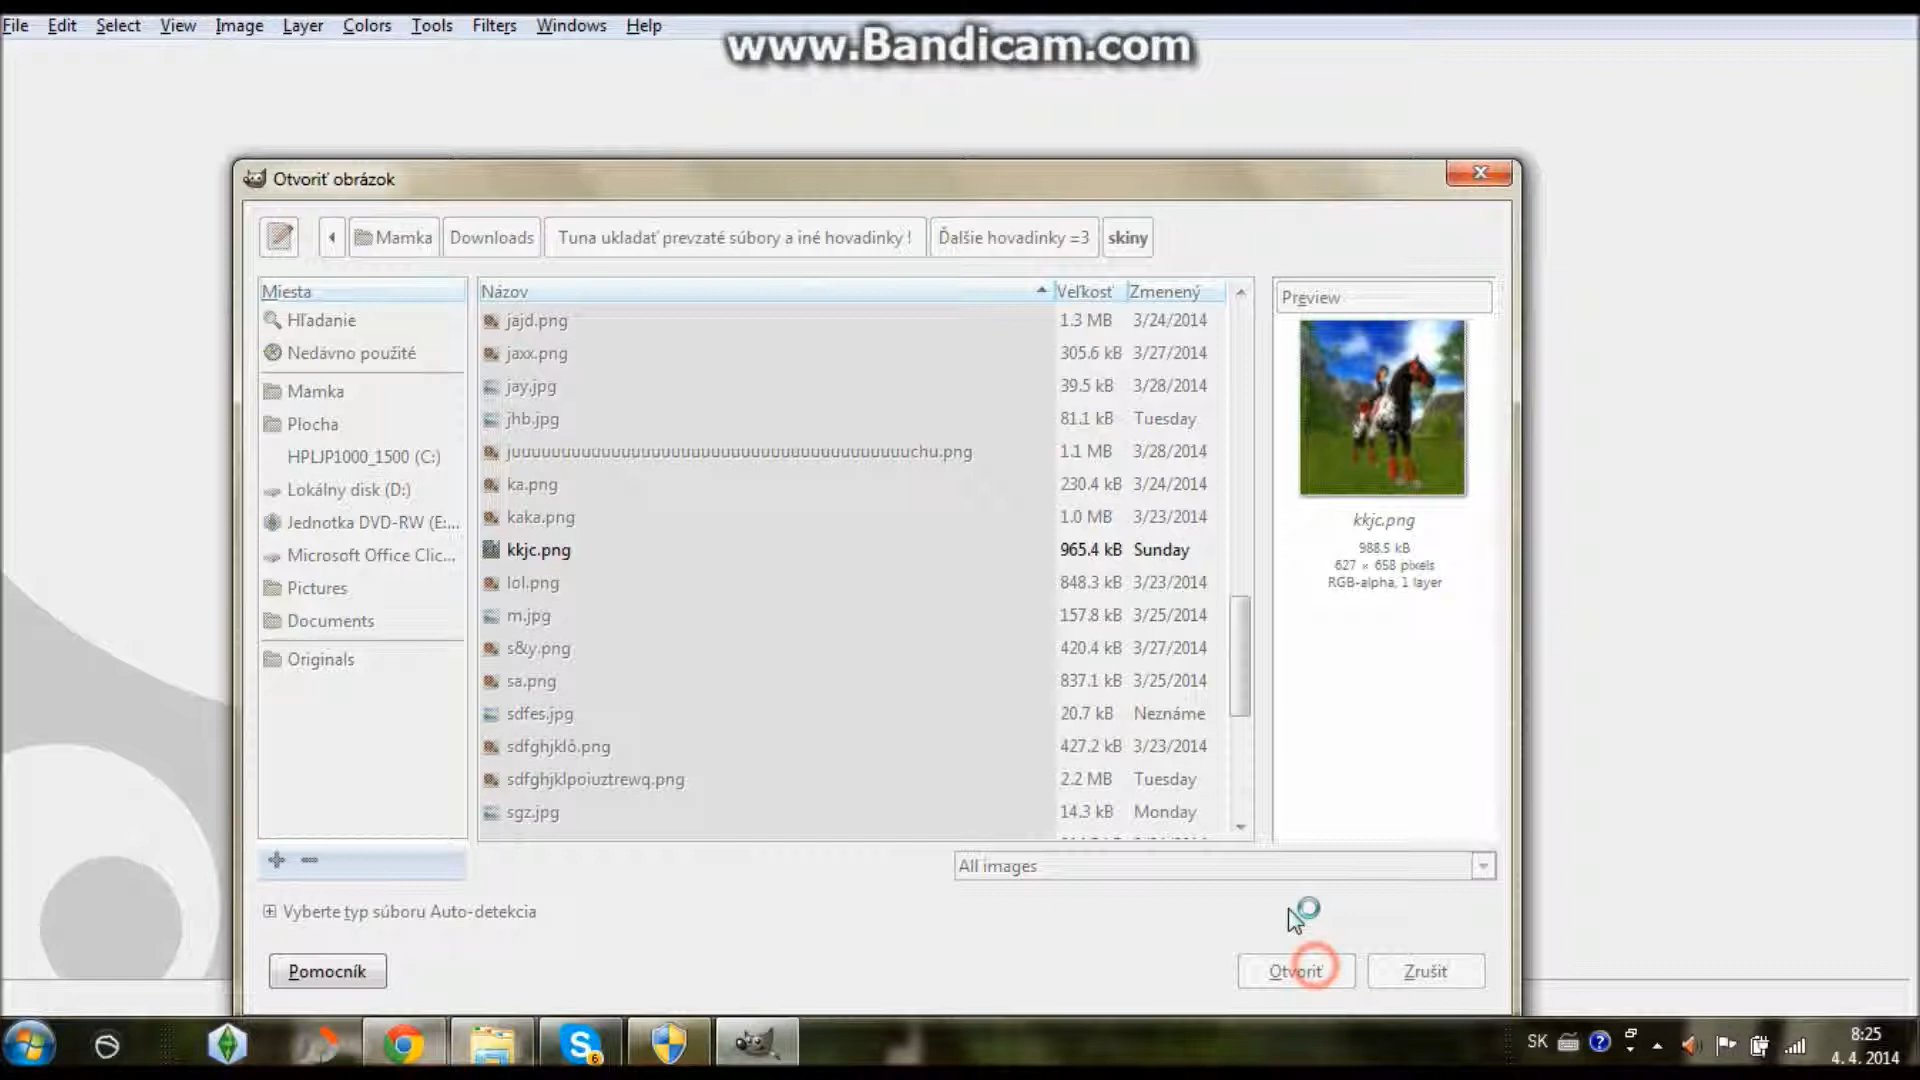 File Edit Select View Image Layer Colors Tools Filters Windows Help
www.Bandicam.com
Otvoriť obrázok
Mamka Downloads Tuna ukladať prevzaté súbory a iné hovadinky ! Ďalšie hovadinky =3 skiny
Miesta
Hľadanie
Nedávno použité
Mamka
Plocha
HPLJP1000_1500 (C:)
Lokálny disk (D:)
Jednotka DVD-RW (E:...
Microsoft Office Clic...
Pictures
Documents
Originals
Názov Veľkosť Zmenený
jajd.png 1.3 MB 3/24/2014
jaxx.png 305.6 kB 3/27/2014
jay.jpg 39.5 kB 3/28/2014
jhb.jpg 81.1 kB Tuesday
1.1 MB 3/28/2014
ka.png 230.4 kB 3/24/2014
kaka.png 1.0 MB 3/23/2014
kkjc.png 965.4 kB Sunday
lol.png 848.3 kB 3/23/2014
m.jpg 157.8 kB 3/25/2014
s&y.png 420.4 kB 3/27/2014
sa.png 837.1 kB 3/25/2014
sdfes.jpg 20.7 kB Neznáme
sdfghjklô.png 427.2 kB 3/23/2014
sdfghjklpoiuztrewq.png 2.2 MB Tuesday
sgz.jpg 14.3 kB Monday
Preview
kkjc.png
988.5 kB
627 × 658 pixels
RGB-alpha, 1 layer
All images
Vyberte typ súboru Auto-detekcia
Pomocník Otvoriť Zrušiť
SK
8:25
4. 4. 2014
S
6